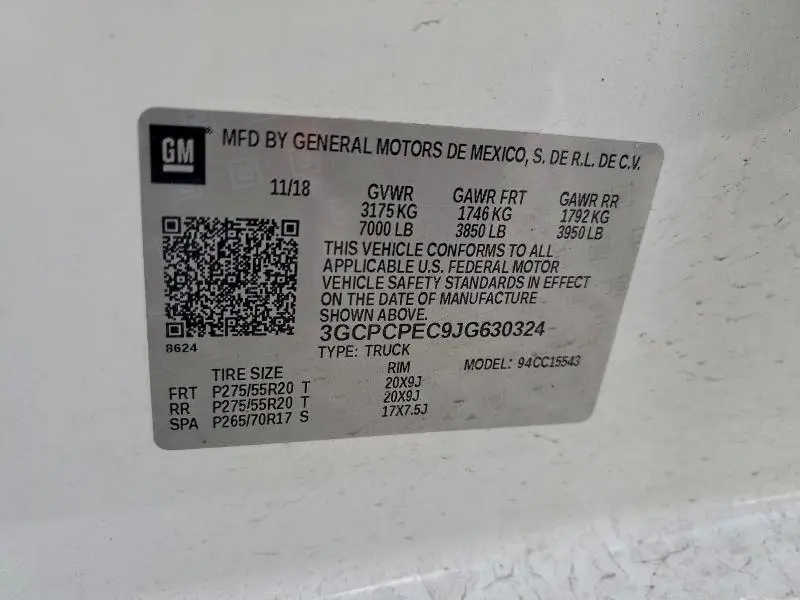 GM
MFD BY GENERAL MOTORS DE MEXICO, S. DE R.L. DE C.V.
11/18 GVWR GAWR FRT GAWR RR
3175 KG 1746 KG 1792 KG
7000 LB 3850 LB 3950 LB
THIS VEHICLE CONFORMS TO ALL
APPLICABLE U.S. FEDERAL MOTOR
VEHICLE SAFETY STANDARDS IN EFFECT
ON THE DATE OF MANUFACTURE
SHOWN ABOVE.
3GCPCPEC9JG630324
8624
TYPE: TRUCK MODEL: 94CC15543
TIRE SIZE RIM
FRT P275/55R20 T 20X9J
RR P275/55R20 T 20X9J
SPA P265/70R17 S 17X7.5J